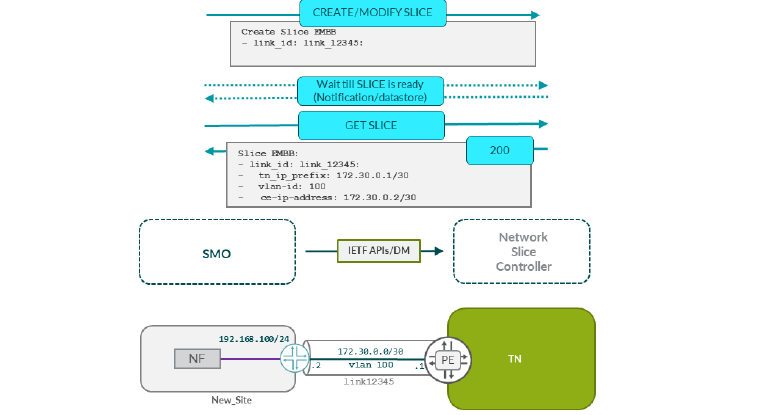 CREATE/MODIFY SLICE
Create Slice EMBB
- link_id: link_12345:
Wait till SLICE is ready
(Notification/datastore)
GET SLICE
200
Slice EMBB:
- link_id: link_12345:
- tn_ip_prefix: 172.30.0.1/30
- vlan-id: 100
- ce-ip-address: 172.30.0.2/30
SMO
IETF APIs/DM
Network
Slice
Controller
192.168.100/24
NF
172.30.0.0/30
.2
vlan 100
.1
PE
TN
link12345
New_Site